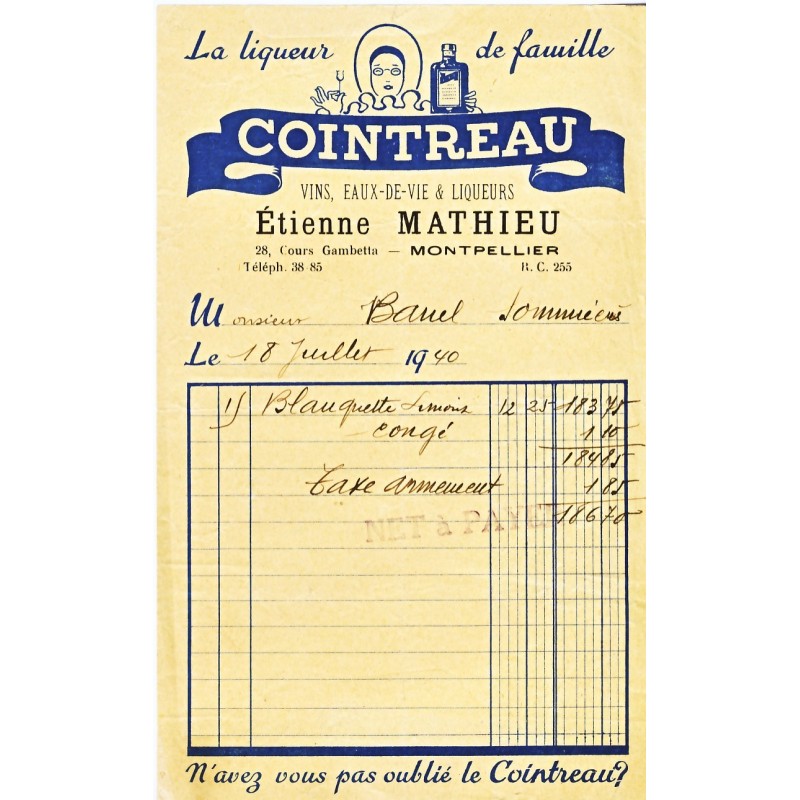 La liqueur de famille
COINTREAU
VINS, EAUX-DE-VIE & LIQUEURS
Étienne MATHIEU
28, Cours Gambetta — MONTPELLIER
Téléph. 38-85 R. C. 255
Monsieur Banel Sommières
Le 18 Juillet 1940
15 Blanquette Limoux 12 25 183 75
congé 1 10
184 85
Taxe armement 1 85
NET à PAYER 186 70
N'avez vous pas oublié le Cointreau?